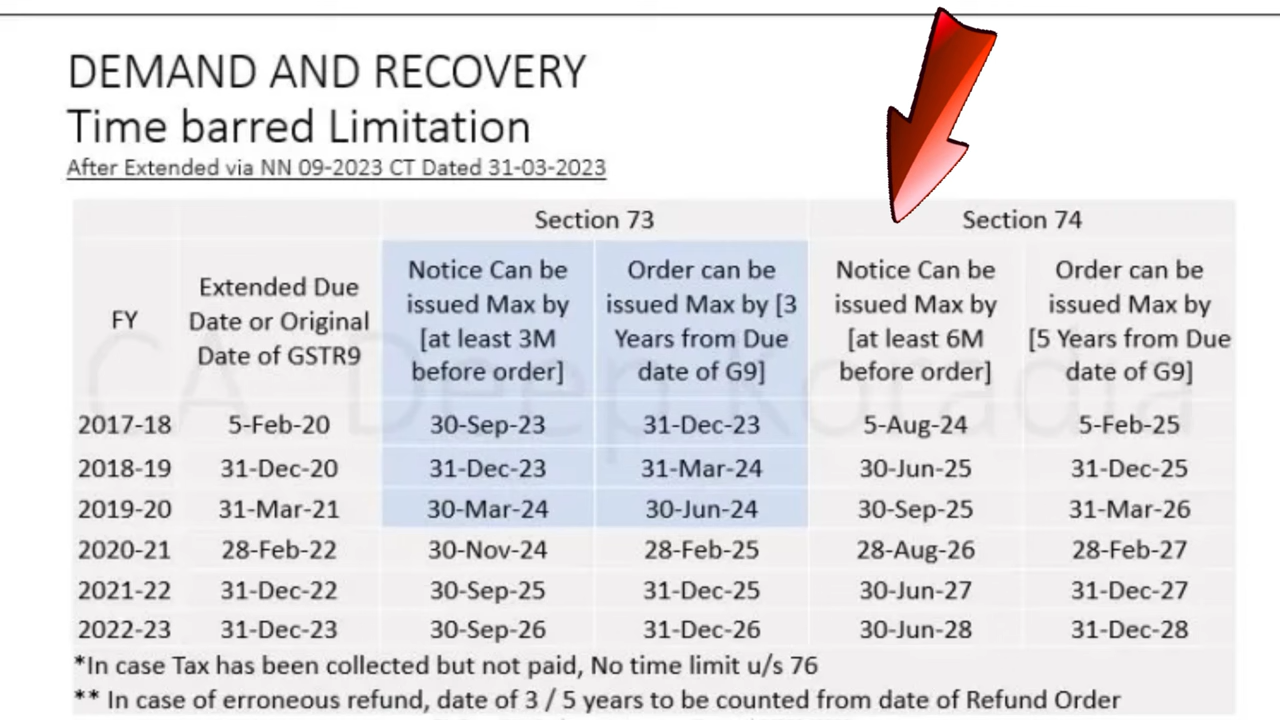 DEMAND AND RECOVERY
Time barred Limitation
After Extended via NN 09-2023 CT Dated 31-03-2023
Section 73 Section 74
FY
Extended Due
Date or Original
Date of GSTR9
Notice Can be
issued Max by
[at least 3M
before order]
Order can be
issued Max by [3
Years from Due
date of G9]
Notice Can be
issued Max by
[at least 6M
before order]
Order can be
issued Max by
[5 Years from Due
date of G9]
2017-18 5-Feb-20 30-Sep-23 31-Dec-23 5-Aug-24 5-Feb-25
2018-19 31-Dec-20 31-Dec-23 31-Mar-24 30-Jun-25 31-Dec-25
2019-20 31-Mar-21 30-Mar-24 30-Jun-24 30-Sep-25 31-Mar-26
2020-21 28-Feb-22 30-Nov-24 28-Feb-25 28-Aug-26 28-Feb-27
2021-22 31-Dec-22 30-Sep-25 31-Dec-25 30-Jun-27 31-Dec-27
2022-23 31-Dec-23 30-Sep-26 31-Dec-26 30-Jun-28 31-Dec-28
*In case Tax has been collected but not paid, No time limit u/s 76
** In case of erroneous refund, date of 3 / 5 years to be counted from date of Refund Order
CA Deep Koradia